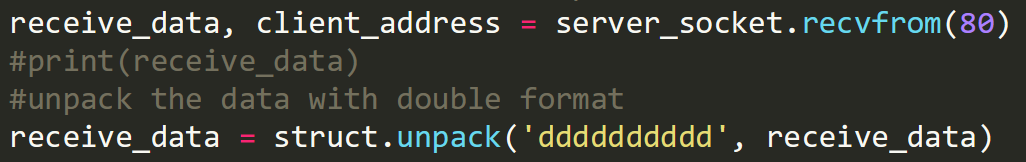 receive_data, client_address = server_socket.recvfrom(80)
#print(receive_data)
#unpack the data with double format
receive_data = struct.unpack('dddddddddd', receive_data)